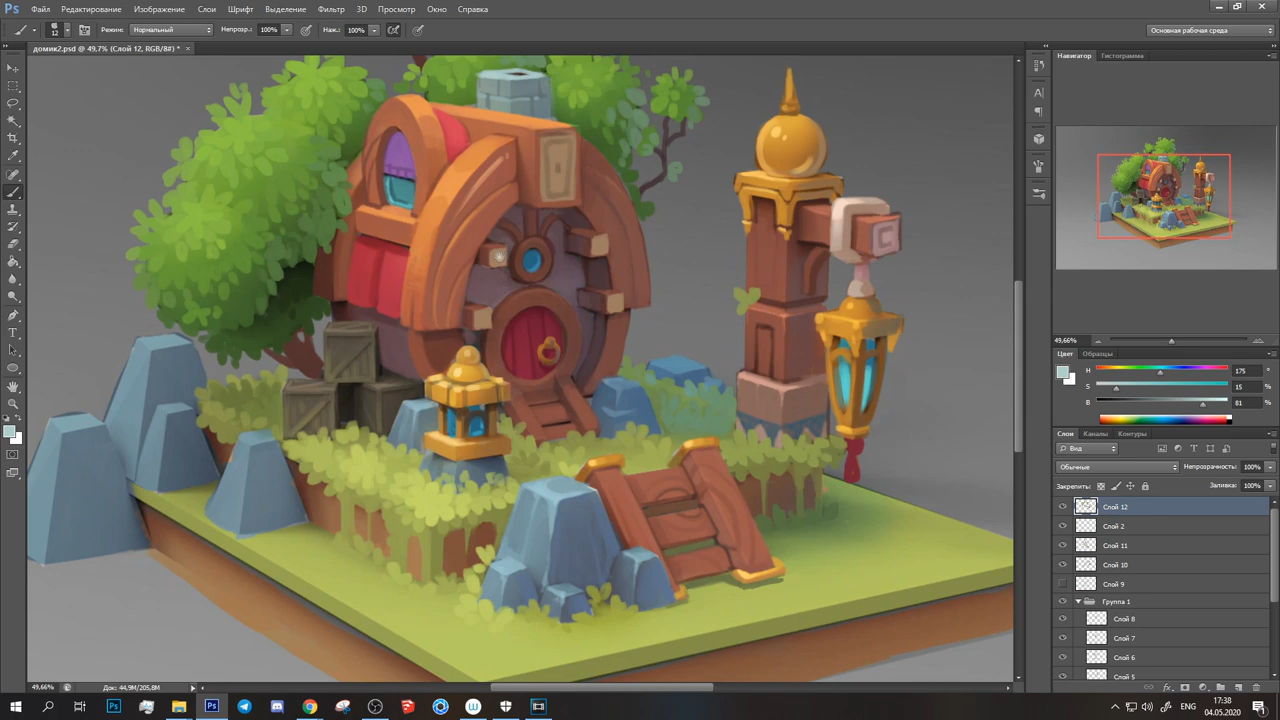 Ps
Файл Редактирование Изображение Слои Шрифт Выделение Фильтр 3D Просмотр Окно Справка
12
Режим: Нормальный Непрозр.: 100% Наж.: 100%
Основная рабочая среда
домик2.psd @ 49,7% (Слой 12, RGB/8#) *
Навигатор Гистограмма
49,66%
Цвет Образцы
H 175 °
S 15 %
B 81 %
Слои Каналы Контуры
Вид
Обычные Непрозрачность: 100%
Закрепить: Заливка: 100%
Слой 12
Слой 2
Слой 11
Слой 10
Слой 9
Группа 1
Слой 8
Слой 7
Слой 6
Слой 5
49,66% Док: 44,9M/205,8M
Ps Ps
ENG 17:38
04.05.2020